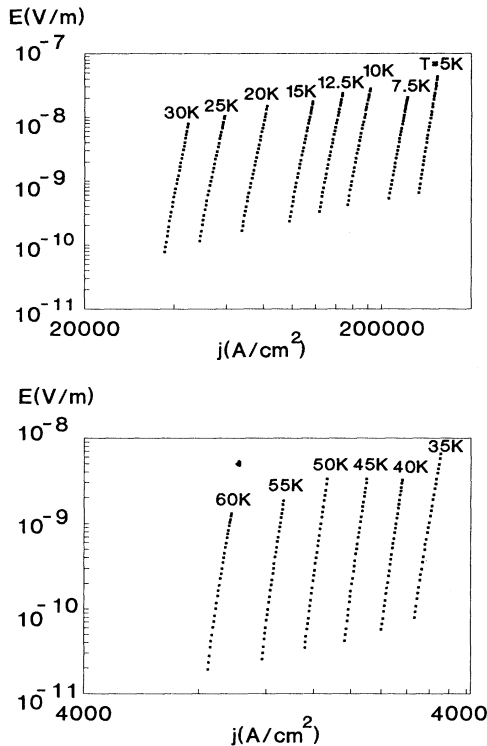 E(V/m)
10⁻⁷
10⁻⁸
10⁻⁹
10⁻¹⁰
10⁻¹¹
30K 25K 20K 15K 12.5K 10K 7.5K T=5K
20000 200000
j(A/cm²)
E(V/m)
10⁻⁸
10⁻⁹
10⁻¹⁰
10⁻¹¹
60K 55K 50K 45K 40K 35K
4000 4000
j(A/cm²)